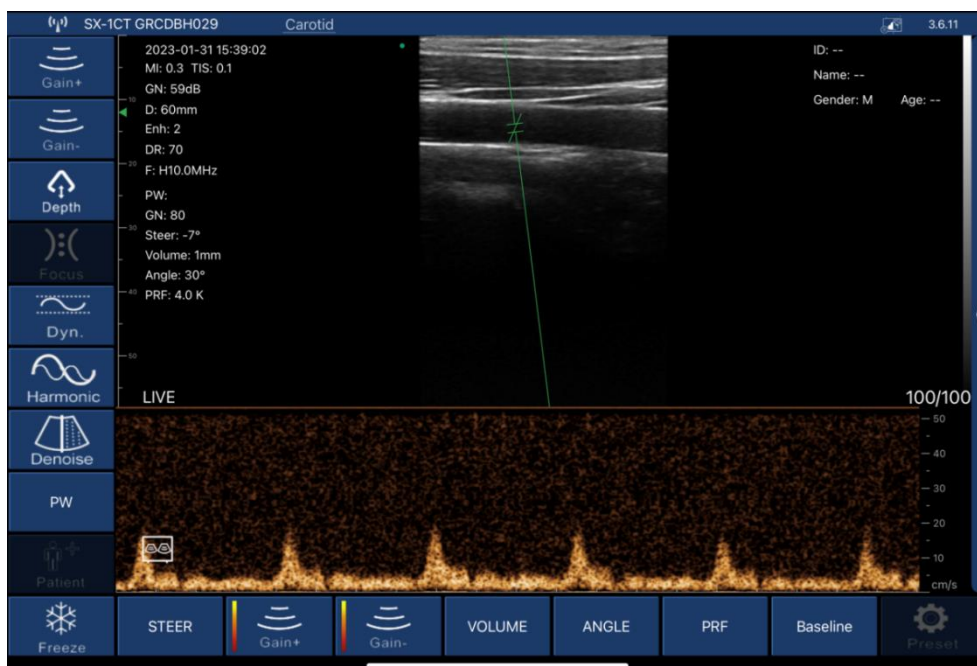 SX-1CT GRCDBH029 Carotid 3.6.11
Gain+
Gain-
Depth
Focus
Dyn.
Harmonic
Denoise
PW
Patient
Freeze
2023-01-31 15:39:02
MI: 0.3 TIS: 0.1
GN: 59dB
D: 60mm
Enh: 2
DR: 70
F: H10.0MHz
PW:
GN: 80
Steer: -7°
Volume: 1mm
Angle: 30°
PRF: 4.0 K
10
20
30
40
50
ID: --
Name: --
Gender: M Age: --
LIVE
100/100
50
40
30
20
10
cm/s
STEER
Gain+
Gain-
VOLUME
ANGLE
PRF
Baseline
Preset